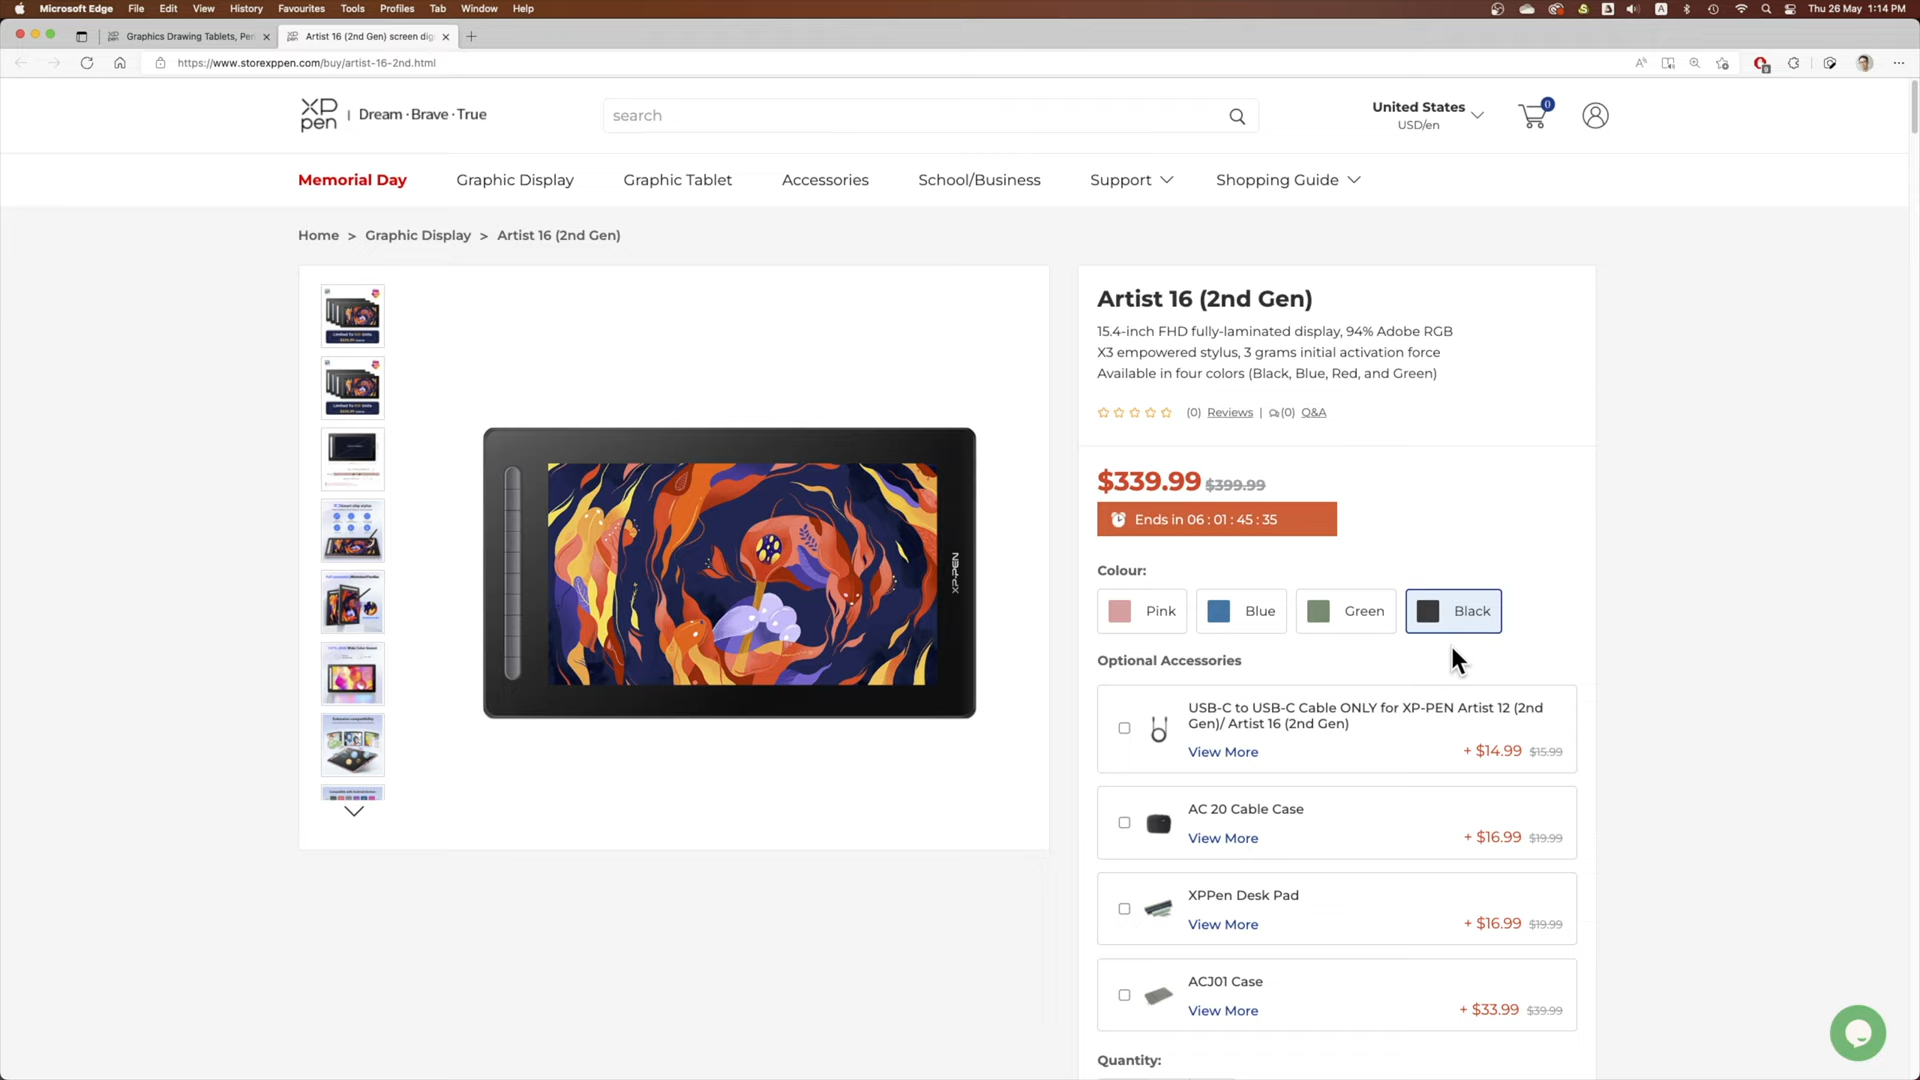 Microsoft Edge File Edit View History Favourites Tools Profiles Tab Window Help
A Thu 26 May 1:14 PM
Graphics Drawing Tablets, Pen
Artist 16 (2nd Gen) screen dig
https://www.storexppen.com/buy/artist-16-2nd.html
XP pen | Dream·Brave·True
search
United States
USD/en
0
Memorial Day Graphic Display Graphic Tablet Accessories School/Business Support Shopping Guide
Home > Graphic Display > Artist 16 (2nd Gen)
Artist 16 (2nd Gen)
15.4-inch FHD fully-laminated display, 94% Adobe RGB
X3 empowered stylus, 3 grams initial activation force
Available in four colors (Black, Blue, Red, and Green)
(0) Reviews | (0) Q&A
$339.99 $399.99
Ends in 06 : 01 : 45 : 35
Colour:
Pink Blue Green Black
XP-PEN
Optional Accessories
USB-C to USB-C Cable ONLY for XP-PEN Artist 12 (2nd
Gen)/ Artist 16 (2nd Gen)
View More + $14.99 $15.99
AC 20 Cable Case
View More + $16.99 $19.99
XPPen Desk Pad
View More + $16.99 $19.99
ACJ01 Case
View More + $33.99 $39.99
Quantity: